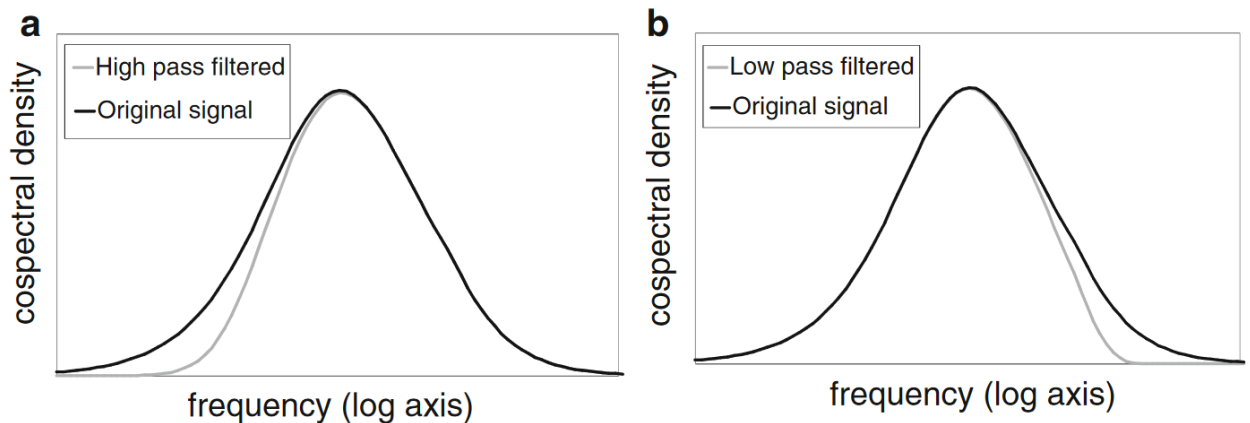 a
High pass filtered
Original signal
cospectral density
frequency (log axis)
b
Low pass filtered
Original signal
cospectral density
frequency (log axis)